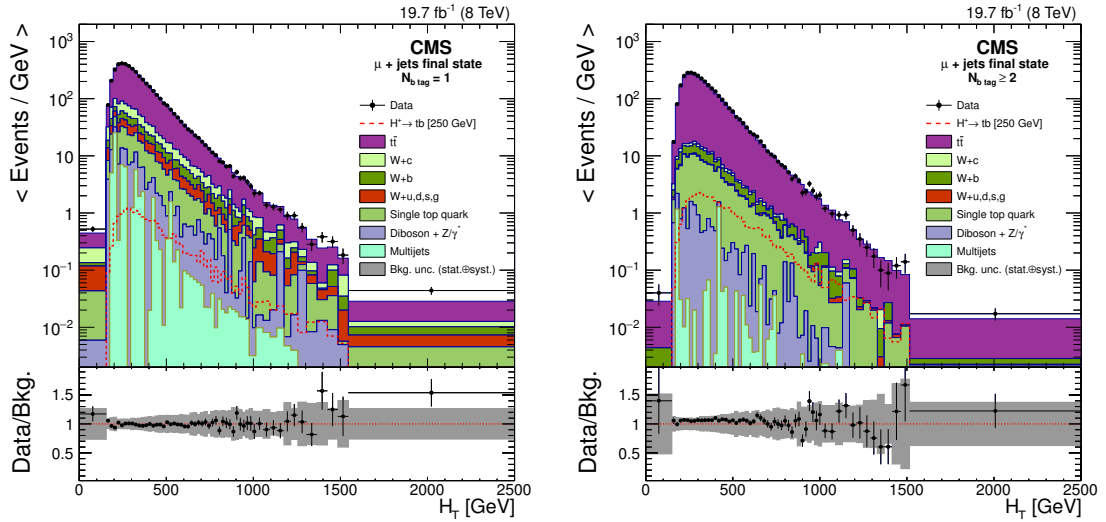 19.7 fb⁻¹ (8 TeV)
< Events / GeV >
10³
10²
10
1
10⁻¹
10⁻²
CMS
μ + jets final state
N_b tag = 1
Data
H⁺→ tb [250 GeV]
tt̄
W+c
W+b
W+u,d,s,g
Single top quark
Diboson + Z/γ*
Multijets
Bkg. unc. (stat.⊕syst.)
Data/Bkg.
1.5
1
0.5
0 500 1000 1500 2000 2500
H_T [GeV]
19.7 fb⁻¹ (8 TeV)
< Events / GeV >
10³
10²
10
1
10⁻¹
10⁻²
CMS
μ + jets final state
N_b tag ≥ 2
Data
H⁺→ tb [250 GeV]
tt̄
W+c
W+b
W+u,d,s,g
Single top quark
Diboson + Z/γ*
Multijets
Bkg. unc. (stat.⊕syst.)
Data/Bkg.
1.5
1
0.5
0 500 1000 1500 2000 2500
H_T [GeV]